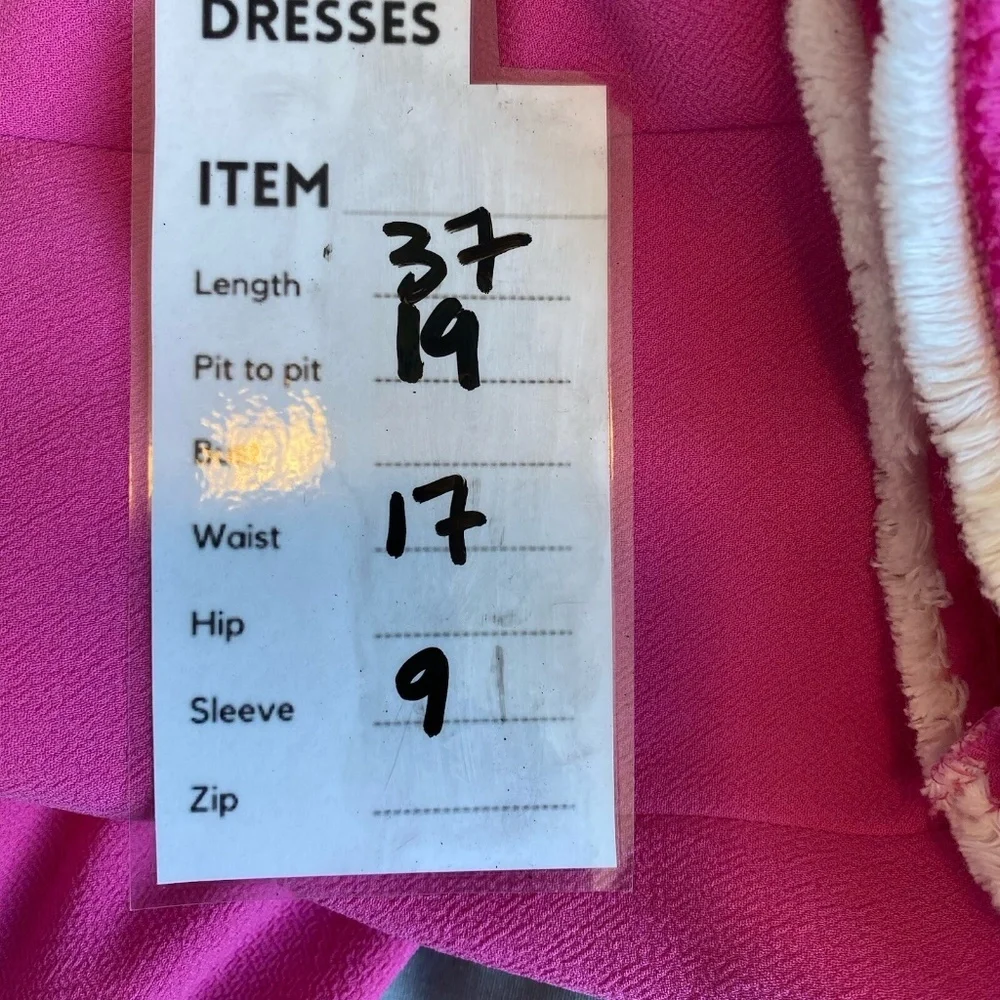 DRESSES
ITEM
Length 37
Pit to pit 19
Waist 17
Hip
Sleeve 9
Zip